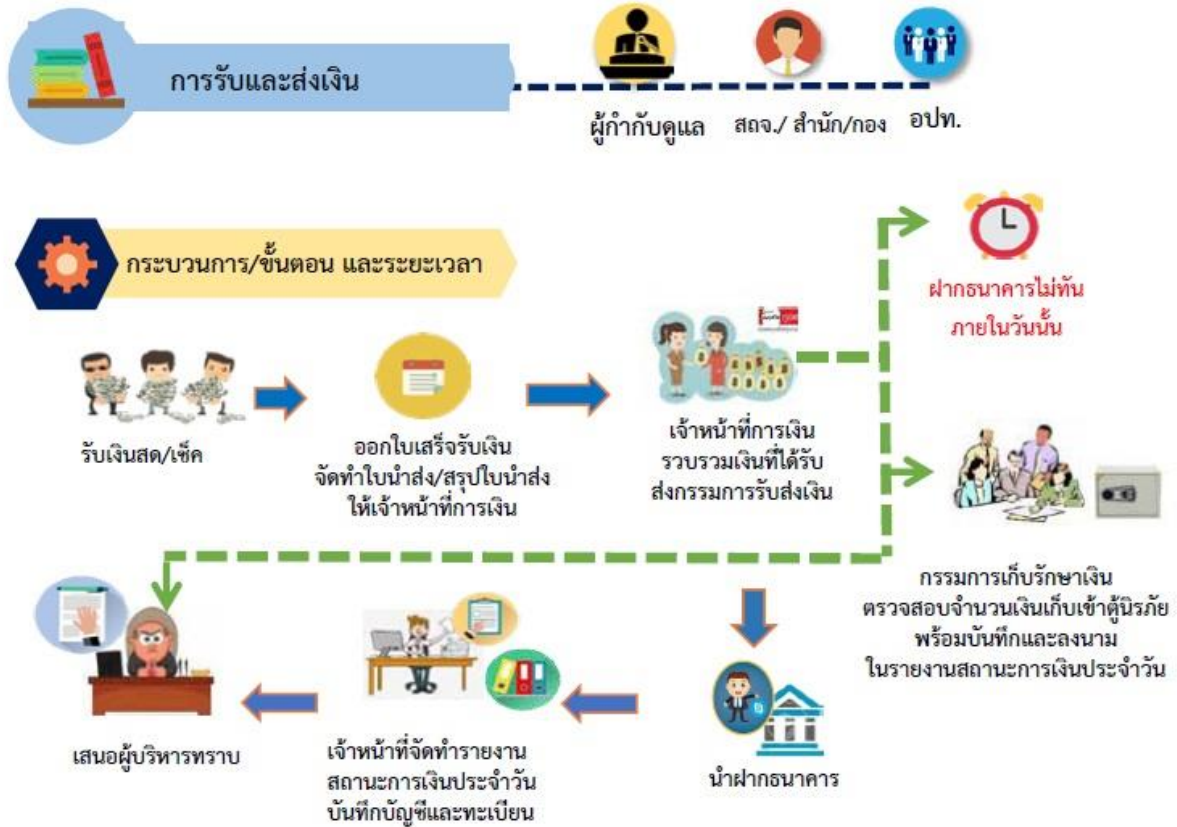 การรับและส่งเงิน
ผู้กำกับดูแล
สถจ./ สำนัก/กอง
อปท.
กระบวนการ/ขั้นตอน และระยะเวลา
ฝากธนาคารไม่ทัน
ภายในวันนั้น
รับเงินสด/เช็ค
ออกใบเสร็จรับเงิน
จัดทำใบนำส่ง/สรุปใบนำส่ง
ให้เจ้าหน้าที่การเงิน
เจ้าหน้าที่การเงิน
รวบรวมเงินที่ได้รับ
ส่งกรรมการรับส่งเงิน
กรรมการเก็บรักษาเงิน
ตรวจสอบจำนวนเงินเก็บเข้าตู้นิรภัย
พร้อมบันทึกและลงนาม
ในรายงานสถานะการเงินประจำวัน
เสนอผู้บริหารทราบ
เจ้าหน้าที่จัดทำรายงาน
สถานะการเงินประจำวัน
บันทึกบัญชีและทะเบียน
นำฝากธนาคาร